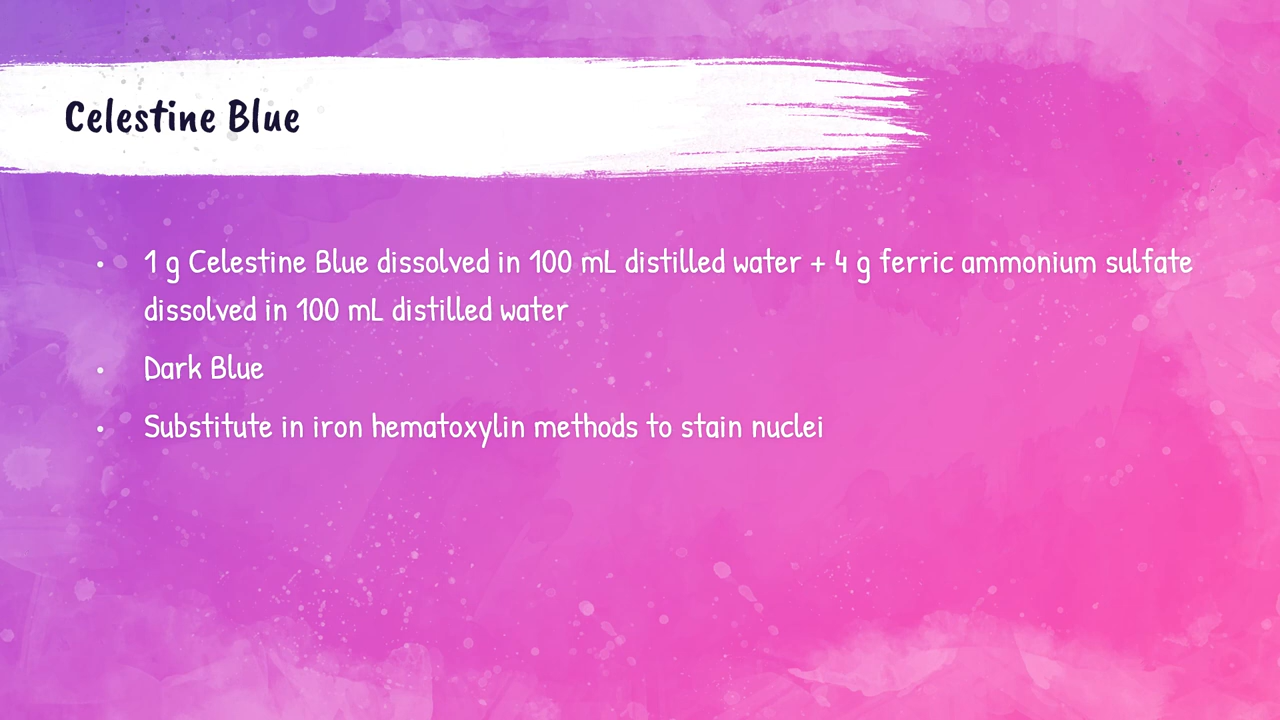 Celestine Blue
• 1 g Celestine Blue dissolved in 100 mL distilled water + 4 g ferric ammonium sulfate
dissolved in 100 mL distilled water
• Dark Blue
• Substitute in iron hematoxylin methods to stain nuclei